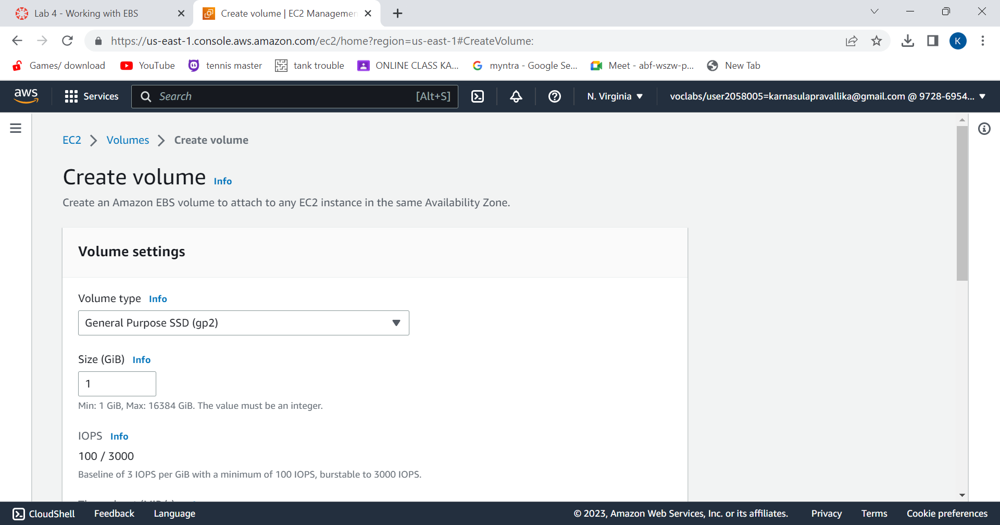 Lab 4 - Working with EBS
Create volume | EC2 Managemen
https://us-east-1.console.aws.amazon.com/ec2/home?region=us-east-1#CreateVolume:
K
Games/ download
YouTube
tennis master
tank trouble
ONLINE CLASS KA...
myntra - Google Se...
Meet - abf-wszw-p...
New Tab
aws
Services
Search
[Alt+S]
N. Virginia
voclabs/user2058005=karnasulapravallika@gmail.com @ 9728-6954...
EC2
Volumes
Create volume
Create volume Info
Create an Amazon EBS volume to attach to any EC2 instance in the same Availability Zone.
Volume settings
Volume type Info
General Purpose SSD (gp2)
Size (GiB) Info
1
Min: 1 GiB, Max: 16384 GiB. The value must be an integer.
IOPS Info
100 / 3000
Baseline of 3 IOPS per GiB with a minimum of 100 IOPS, burstable to 3000 IOPS.
CloudShell
Feedback
Language
© 2023, Amazon Web Services, Inc. or its affiliates.
Privacy
Terms
Cookie preferences